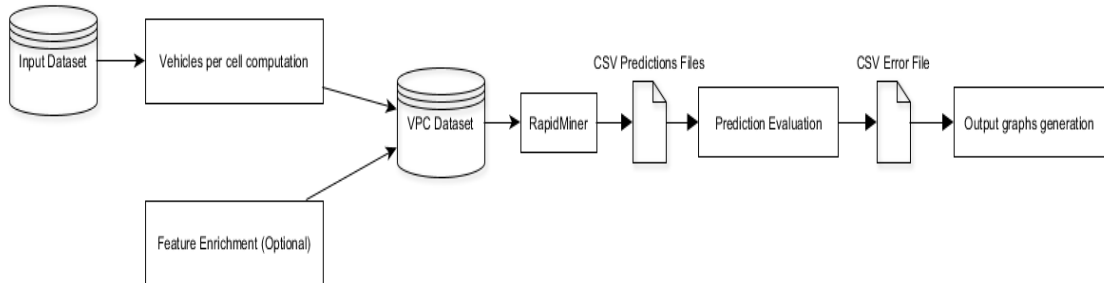 Input Dataset
Vehicles per cell computation
Feature Enrichment (Optional)
VPC Dataset
RapidMiner
CSV Predictions Files
Prediction Evaluation
CSV Error File
Output graphs generation